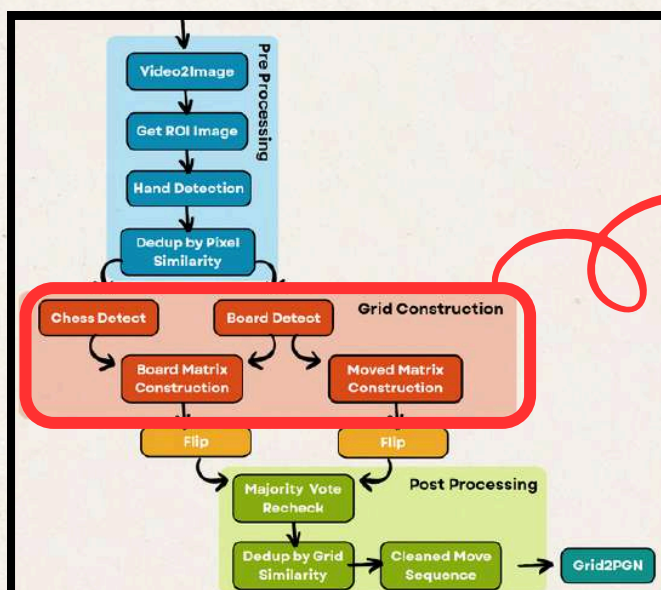 Pre Processing
Video2Image
Get ROI Image
Hand Detection
Dedup by Pixel
Similarity
Grid Construction
Chess Detect
Board Detect
Board Matrix
Construction
Moved Matrix
Construction
Flip
Flip
Post Processing
Majority Vote
Recheck
Dedup by Grid
Similarity
Cleaned Move
Sequence
Grid2PGN